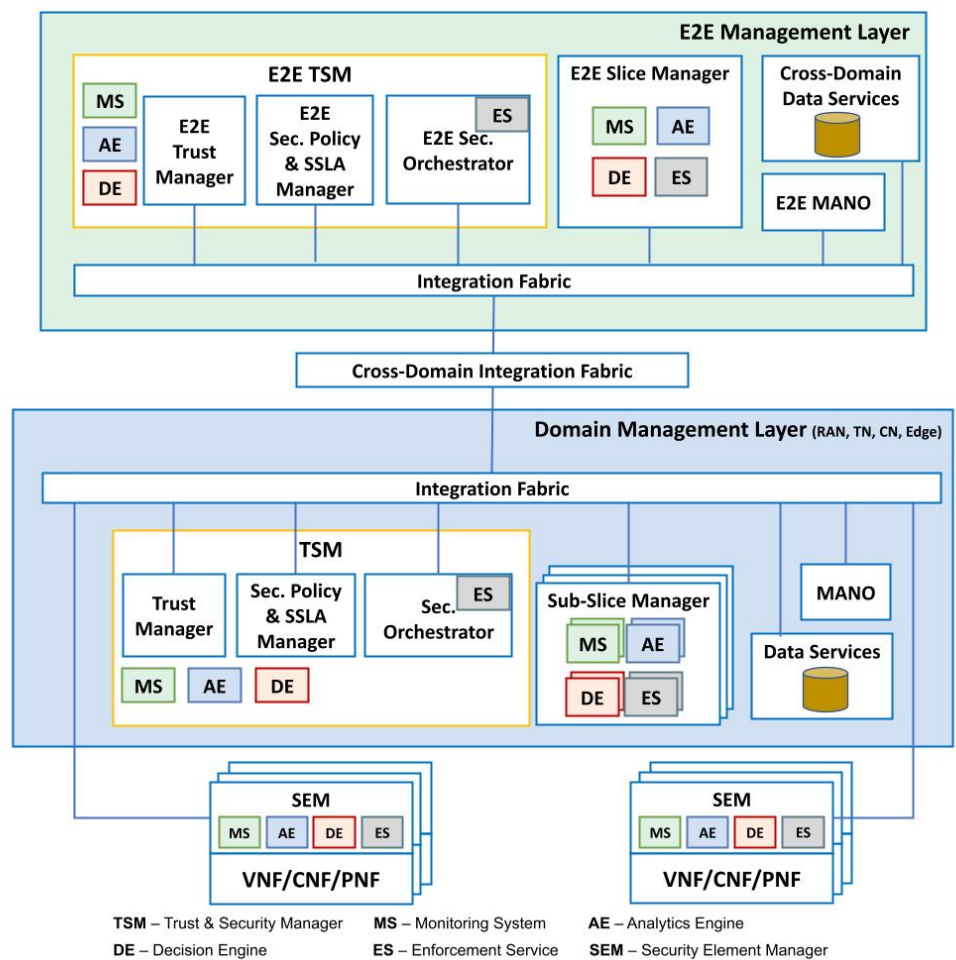 E2E Management Layer
E2E TSM
MS
AE
DE
E2E
Trust
Manager
E2E
Sec. Policy
& SSLA
Manager
ES
E2E Sec.
Orchestrator
E2E Slice Manager
MS
AE
DE
ES
Cross-Domain
Data Services
E2E MANO
Integration Fabric
Cross-Domain Integration Fabric
Domain Management Layer (RAN, TN, CN, Edge)
Integration Fabric
TSM
Trust
Manager
Sec. Policy
& SSLA
Manager
ES
Sec.
Orchestrator
MS
AE
DE
Sub-Slice Manager
MS
AE
DE
ES
MANO
Data Services
SEM
MS
AE
DE
ES
VNF/CNF/PNF
SEM
MS
AE
DE
ES
VNF/CNF/PNF
TSM – Trust & Security Manager
MS – Monitoring System
AE – Analytics Engine
DE – Decision Engine
ES – Enforcement Service
SEM – Security Element Manager